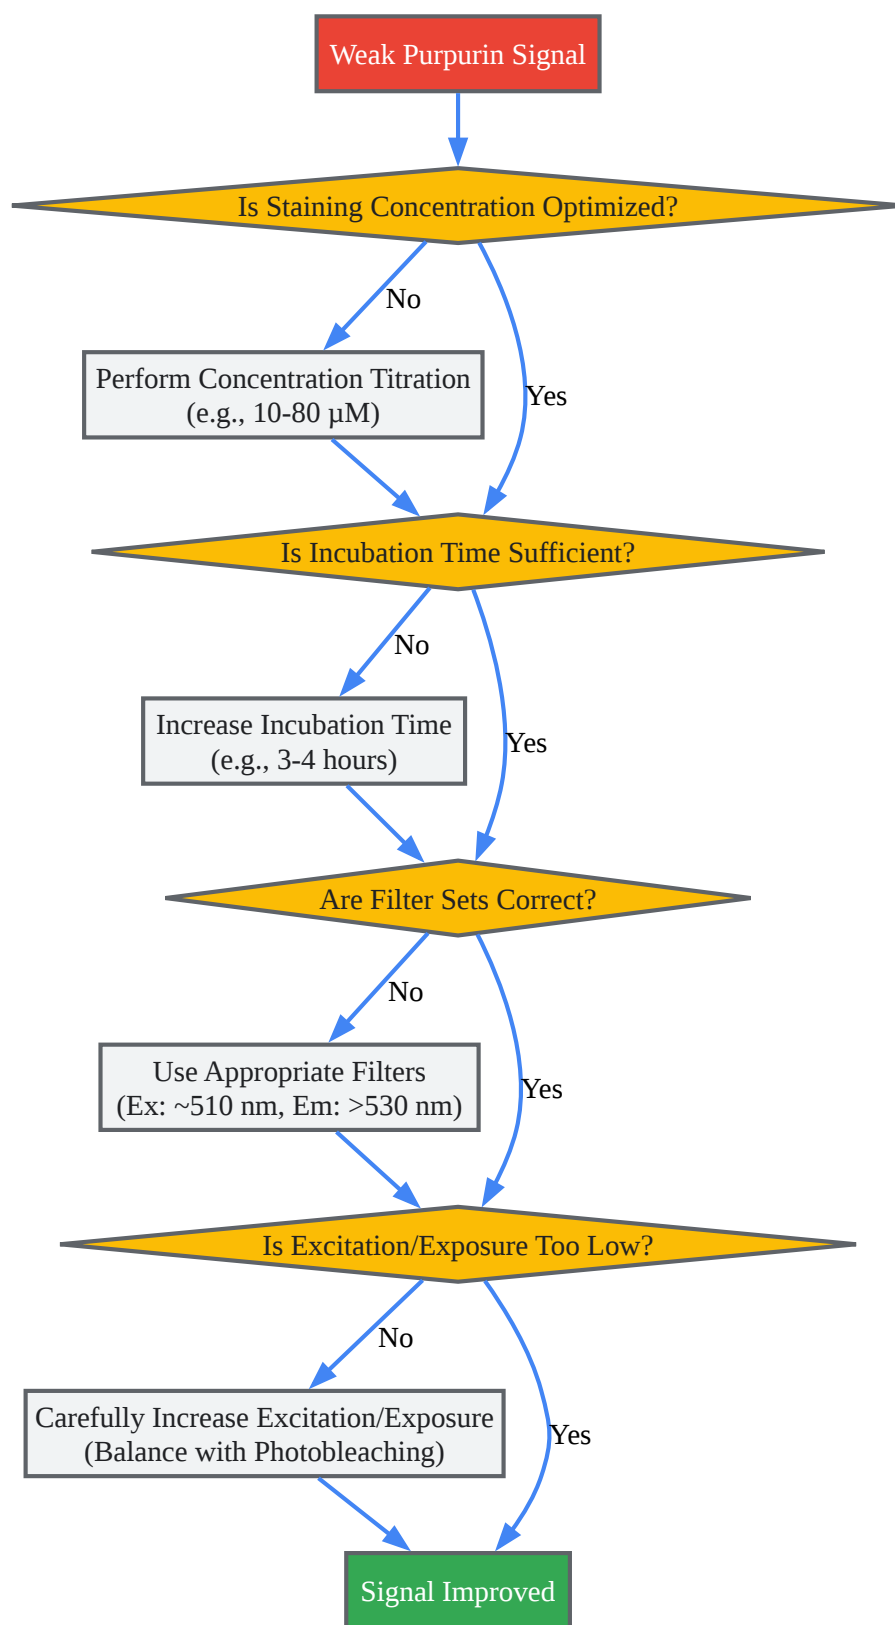 Weak Purpurin Signal
Is Staining Concentration Optimized?
No
Perform Concentration Titration
(e.g., 10-80 µM)
Yes
Is Incubation Time Sufficient?
No
Increase Incubation Time
(e.g., 3-4 hours)
Yes
Are Filter Sets Correct?
No
Use Appropriate Filters
(Ex: ~510 nm, Em: >530 nm)
Yes
Is Excitation/Exposure Too Low?
No
Carefully Increase Excitation/Exposure
(Balance with Photobleaching)
Yes
Signal Improved